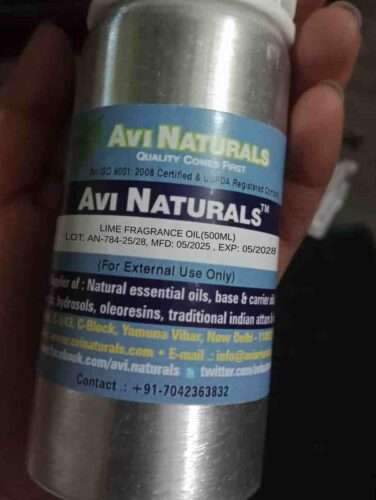 AVI NATURALS
QUALITY COMES FIRST
An ISO 9001: 2008 Certified & USFDA Registered Company
AVI NATURALS™
LIME FRAGRANCE OIL(500ML)
LOT: AN-784-25/28, MFD: 05/2025 , EXP: 05/2028
(For External Use Only)
of : Natural essential oils, base & carrier
hydrosols, oleoresins, traditional indian attars
C-Block, Yamuna Vihar, New Delhi -
www.avinaturals.com • E-mail .:
facebook.com/avi.naturals
Contact .: +91-7042363832